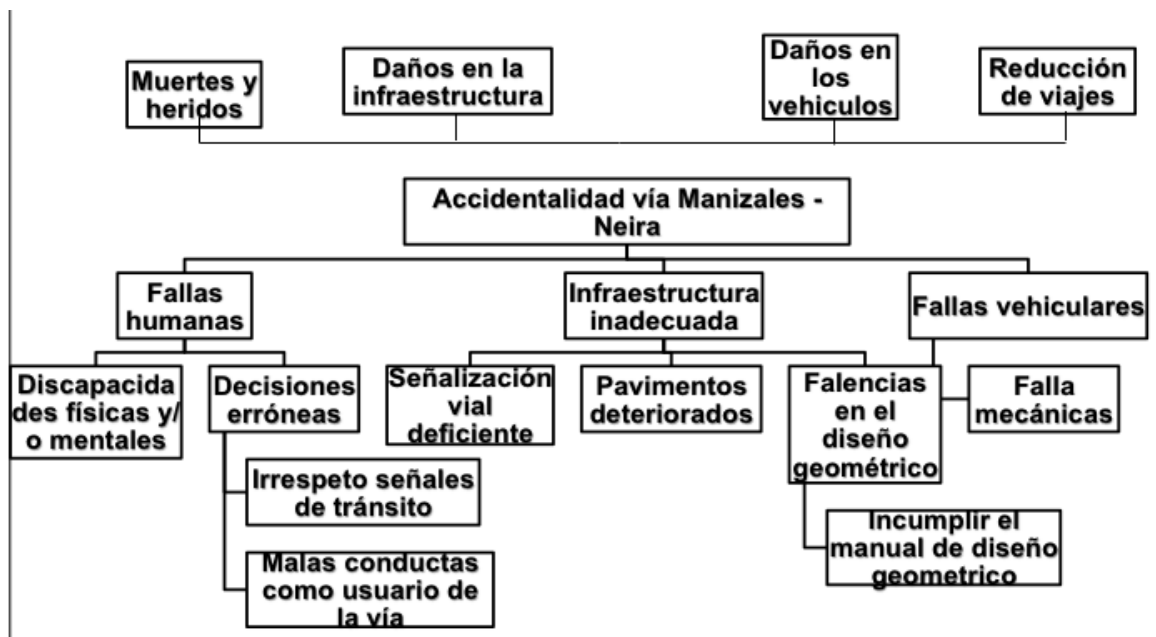 Muertes y
heridos
Daños en la
infraestructura
Daños en
los
vehiculos
Reducción
de viajes
Accidentalidad vía Manizales -
Neira
Fallas
humanas
Infraestructura
inadecuada
Fallas vehiculares
Discapacida
des físicas y/
o mentales
Decisiones
erróneas
Señalización
vial
deficiente
Pavimentos
deteriorados
Falencias
en el
diseño
geométrico
Falla
mecánicas
Irrespeto señales
de tránsito
Malas conductas
como usuario de
la vía
Incumplir el
manual de diseño
geometrico